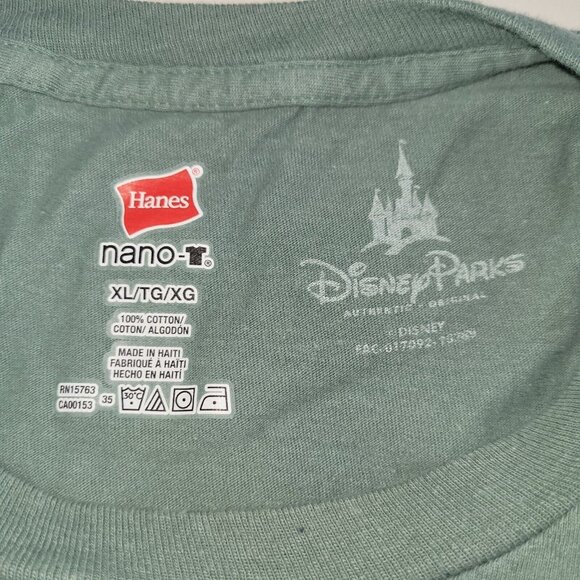 Hanes
nano-T
XL/TG/XG
100% COTTON/
COTON/ ALGODÓN
MADE IN HAITI
FABRIQUÉ À HAITI
HECHO EN HAITÍ
RN15763
CA00153
35
30°C
Disney Parks
AUTHENTIC · ORIGINAL
© DISNEY